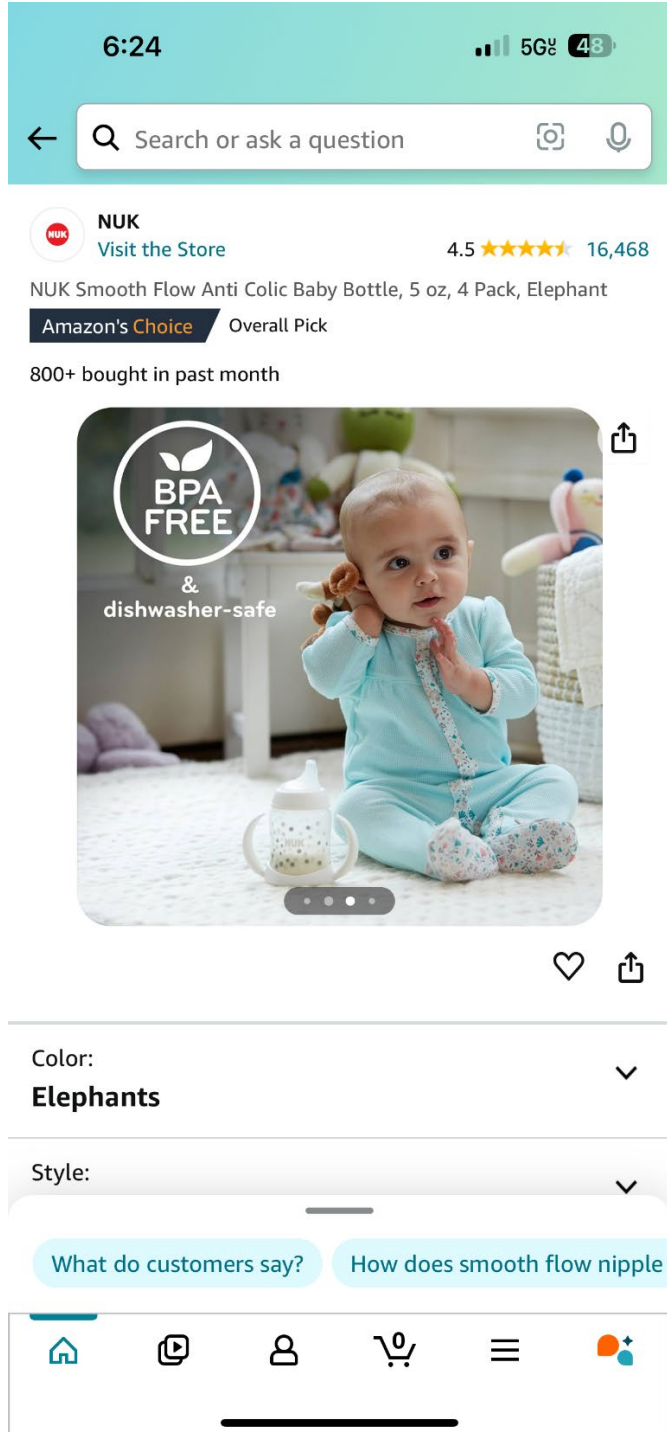 6:24
5G
48
Search or ask a question
NUK
NUK
Visit the Store
4.5
16,468
NUK Smooth Flow Anti Colic Baby Bottle, 5 oz, 4 Pack, Elephant
Amazon's Choice
Overall Pick
800+ bought in past month
BPA
FREE
&
dishwasher-safe
NUK
Color:
Elephants
Style:
What do customers say?
How does smooth flow nipple
0